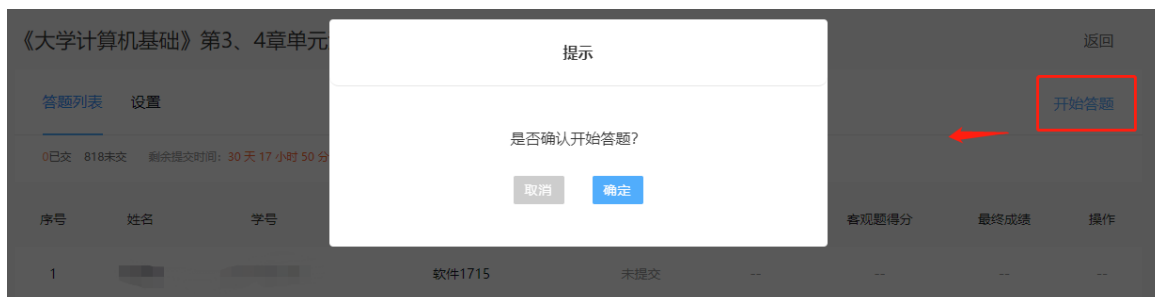 《大学计算机基础》第3、4章单元
返回
提示
答题列表 设置
开始答题
是否确认开始答题?
0已交 818未交 剩余提交时间: 30 天 17 小时 50 分
取消 确定
序号 姓名 学号 客观题得分 最终成绩 操作
1 软件1715 未提交 -- -- -- --